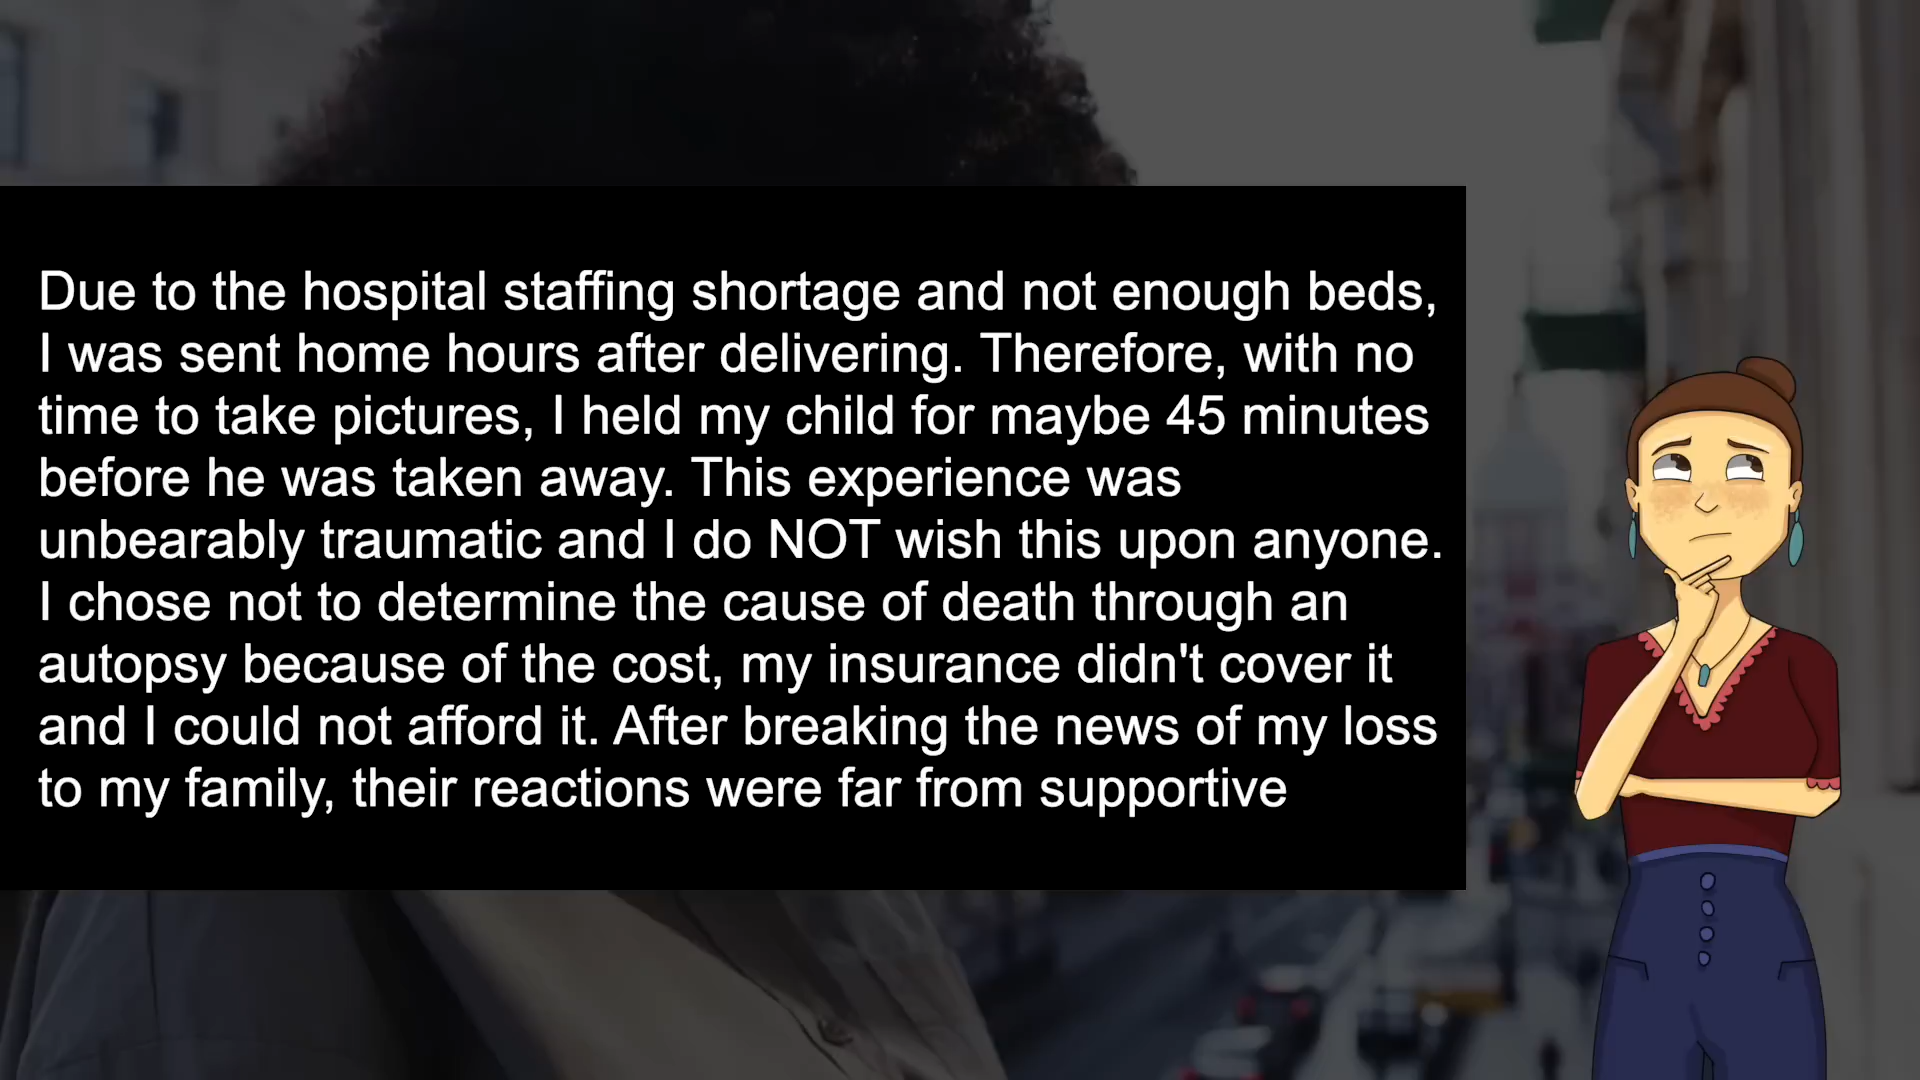 Due to the hospital staffing shortage and not enough beds,
I was sent home hours after delivering. Therefore, with no
time to take pictures, I held my child for maybe 45 minutes
before he was taken away. This experience was
unbearably traumatic and I do NOT wish this upon anyone.
I chose not to determine the cause of death through an
autopsy because of the cost, my insurance didn't cover it
and I could not afford it. After breaking the news of my loss
to my family, their reactions were far from supportive